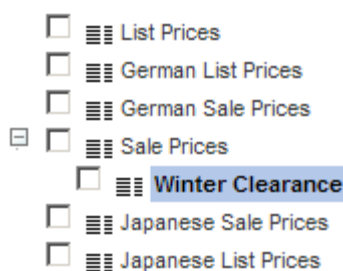 List Prices
German List Prices
German Sale Prices
Sale Prices
Winter Clearance
Japanese Sale Prices
Japanese List Prices